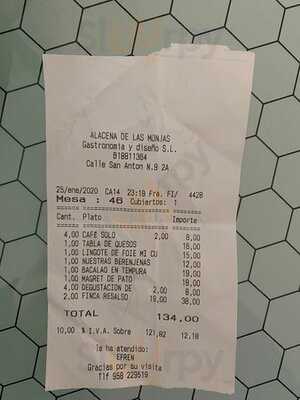 ALACENA DE LAS MONJAS
Gastronomia y diseño S.L.
B18811364
Calle San Anton N.9 2A
25/ene/2020 CA14 23:19 Fra. FI/ 4428
Mesa : 46 Cubiertos: 1
Cant. Plato Importe
4,00 CAFE SOLO 2,00 8,00
1,00 TABLA DE QUESOS 16,00
1,00 LINGOTE DE FOIE MI CU 15,00
1,00 NUESTRAS BERENJENAS 12,00
1,00 BACALAO EN TEMPURA 19,00
1,00 MAGRET DE PATO 18,00
4,00 DEGUSTACION DE 2,00 8,00
2,00 FINCA RESALSO 19,00 38,00
TOTAL 134,00
10,00 % I.V.A. Sobre 121,82 12,18
le ha atendido:
EFREN
Gracias por su visita
Tlf 958 229519